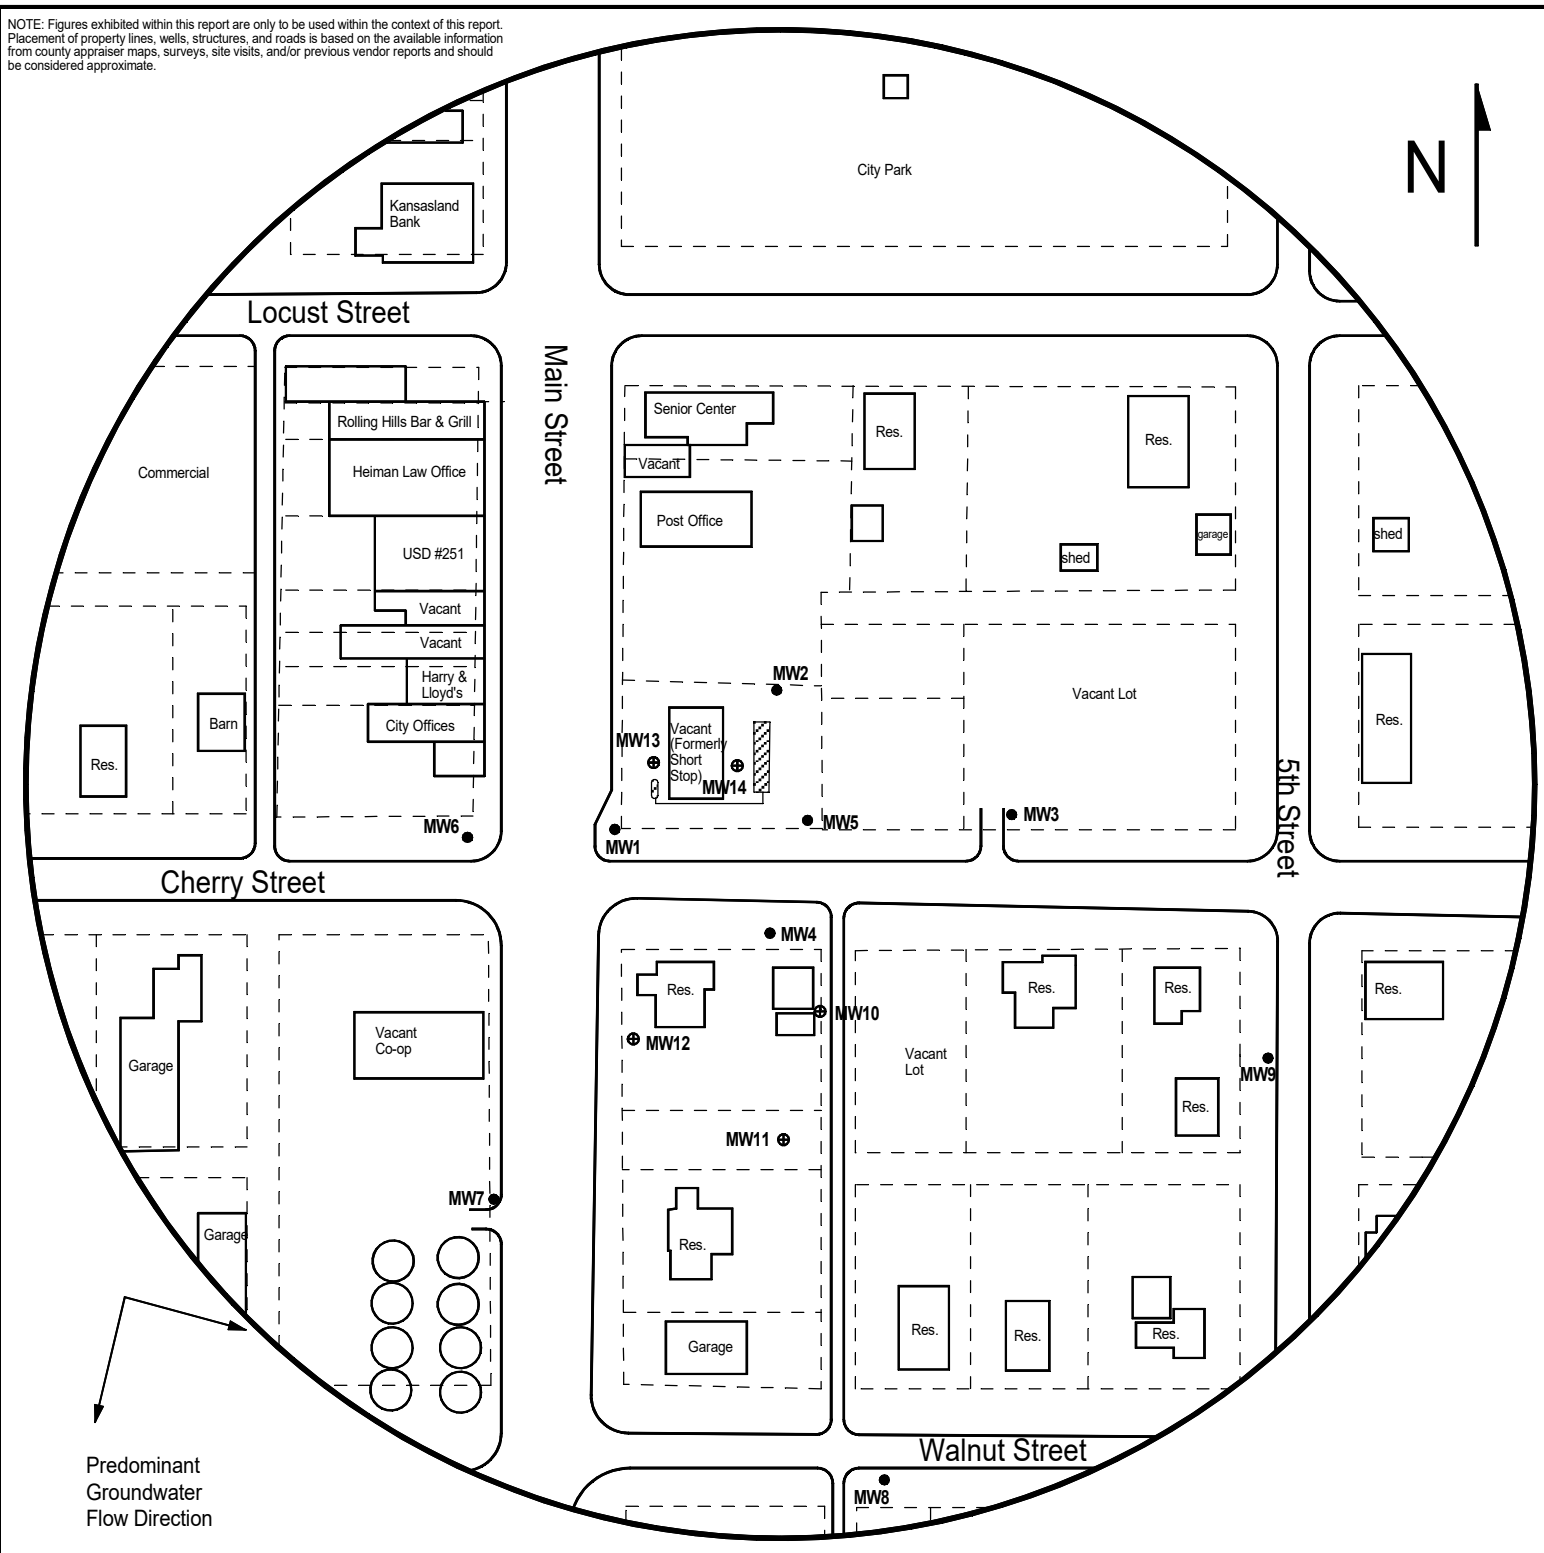 NOTE: Figures exhibited within this report are only to be used within the context of this report.
Placement of property lines, wells, structures, and roads is based on the available information
from county appraiser maps, surveys, site visits, and/or previous vendor reports and should
be considered approximate.
City Park
N
Kansasland
Bank
Locust Street
Main Street
Rolling Hills Bar & Grill
Heiman Law Office
Commercial
USD #251
Vacant
Vacant
Harry &
Lloyd's
City Offices
Barn
Res.
Senior Center
Vacant
Post Office
Res.
Res.
shed
garage
shed
MW2
Vacant Lot
Res.
Vacant
(Formerly
Short
Stop)
MW13
MW14
MW6
MW1
MW5
MW3
5th Street
Cherry Street
MW4
Res.
MW10
MW12
Res.
Res.
Res.
Vacant
Co-op
Garage
Vacant
Lot
MW9
Res.
MW11
MW7
Garage
Res.
Res.
Res.
Res.
Garage
Predominant
Groundwater
Flow Direction
Walnut Street
MW8